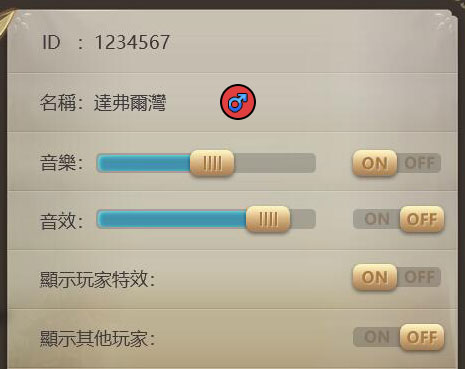 ID ：1234567
名稱：達弗爾灣
音樂： ON OFF
音效： ON OFF
顯示玩家特效： ON OFF
顯示其他玩家： ON OFF